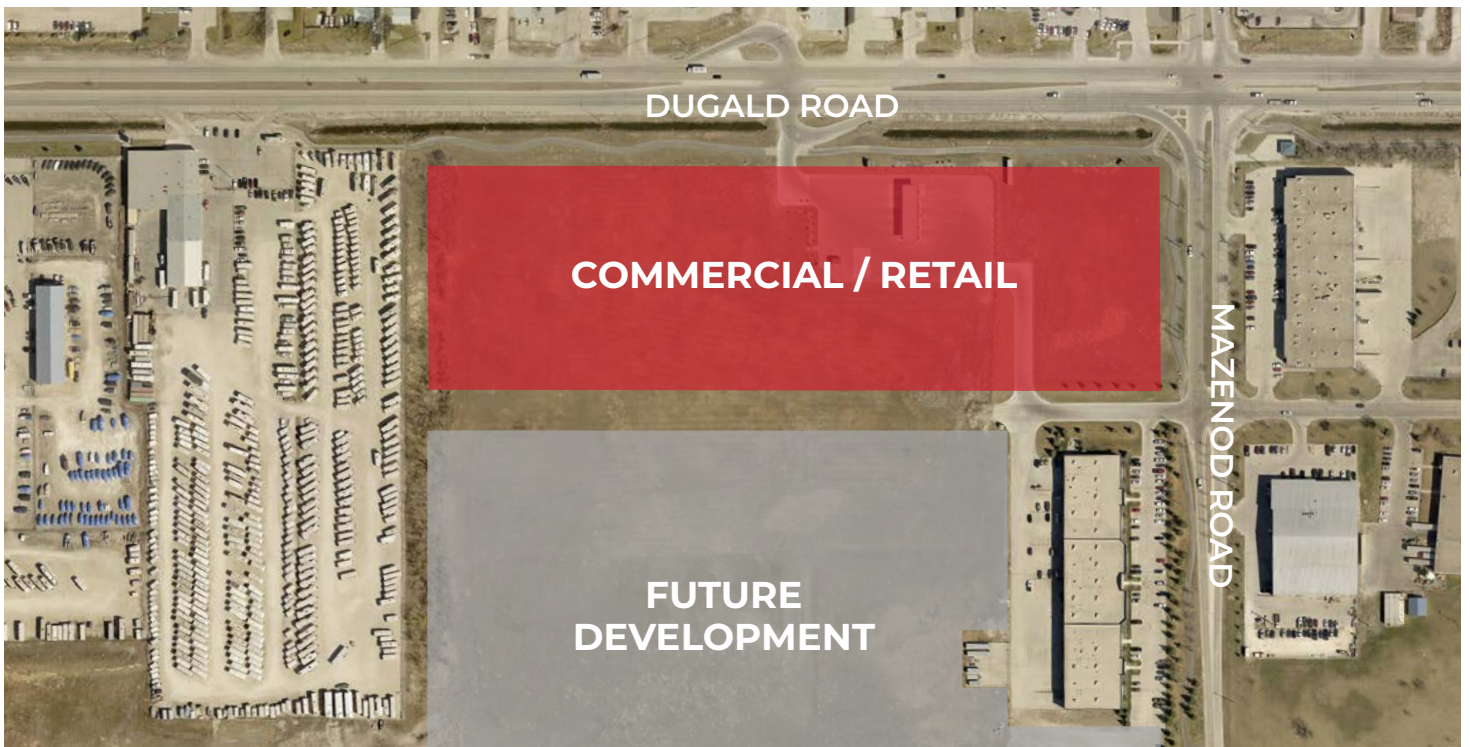 DUGALD ROAD
COMMERCIAL / RETAIL
MAZENOD ROAD
FUTURE
DEVELOPMENT